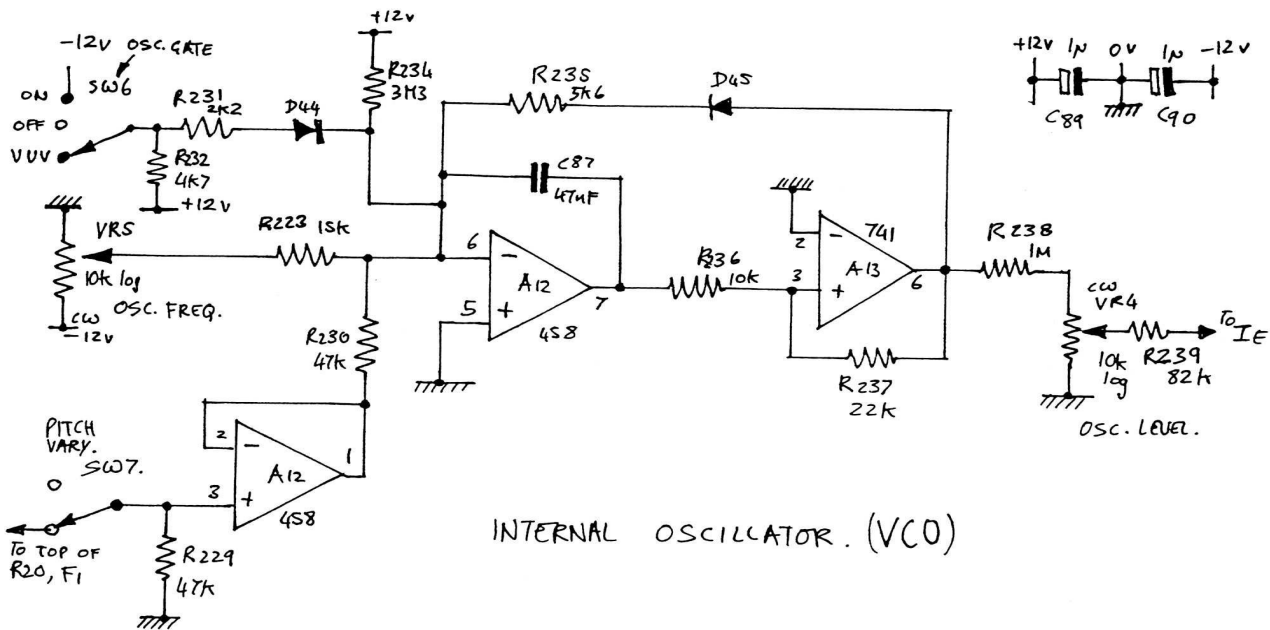 -12V OSC. GATE
SW6
ON
OFF
VUV
R231
2K2
D44
R232
4K7
+12V
+12V
R234
3M3
R235
5K6
D45
+12V 1N 0V 1N -12V
C89 C90
C87
47nF
VR5
10k log
OSC. FREQ.
CW
-12V
R223 15K
6
-
A12
5
+
458
7
R236
10k
2
-
741
A13
3
+
6
R237
22K
R238
1M
CW
VR4
10k
log
R239
82K
TO IE
OSC. LEVEL.
R230
47K
PITCH
VARY.
SW7.
2
-
A12
1
3
+
458
TO TOP OF
R20, F1
R229
47K
INTERNAL OSCILLATOR. (VCO)